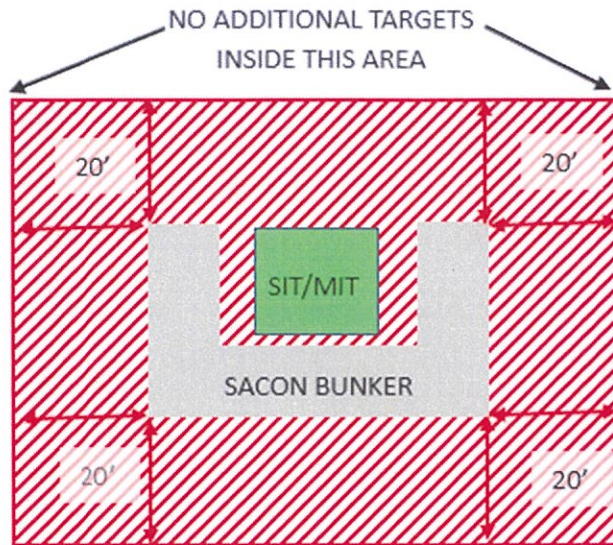 NO ADDITIONAL TARGETS
INSIDE THIS AREA
20’
20’
SIT/MIT
SACON BUNKER
20’
20’